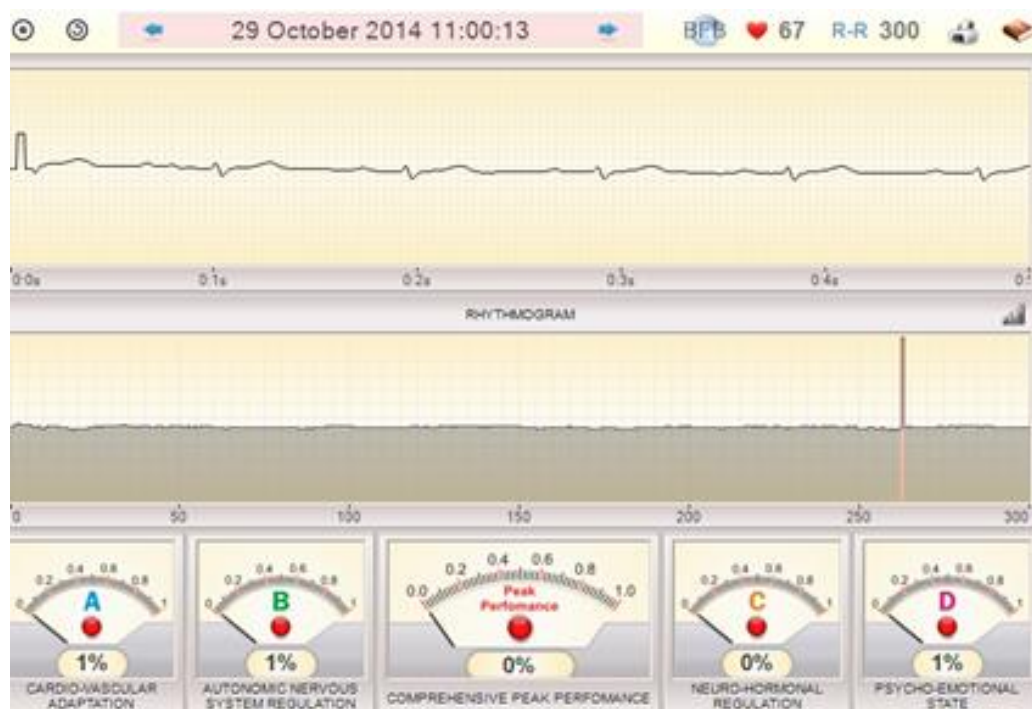 29 October 2014 11:00:13 BFB 67 R-R 300
0.0s 0.1s 0.2s 0.3s 0.4s
RHYTHMOGRAM
0 50 100 150 200 250 300
0 0.2 0.4 0.6 0.8 1
A
1%
CARDIO-VASCULAR
ADAPTATION
0 0.2 0.4 0.6 0.8 1
B
1%
AUTONOMIC NERVOUS
SYSTEM REGULATION
0.0 0.2 0.4 0.6 0.8 1.0
Peak
Perfomance
0%
COMPREHENSIVE PEAK PERFOMANCE
0 0.2 0.4 0.6 0.8 1
C
0%
NEURO-HORMONAL
REGULATION
0 0.2 0.4 0.6 0.8 1
D
1%
PSYCHO-EMOTIONAL
STATE